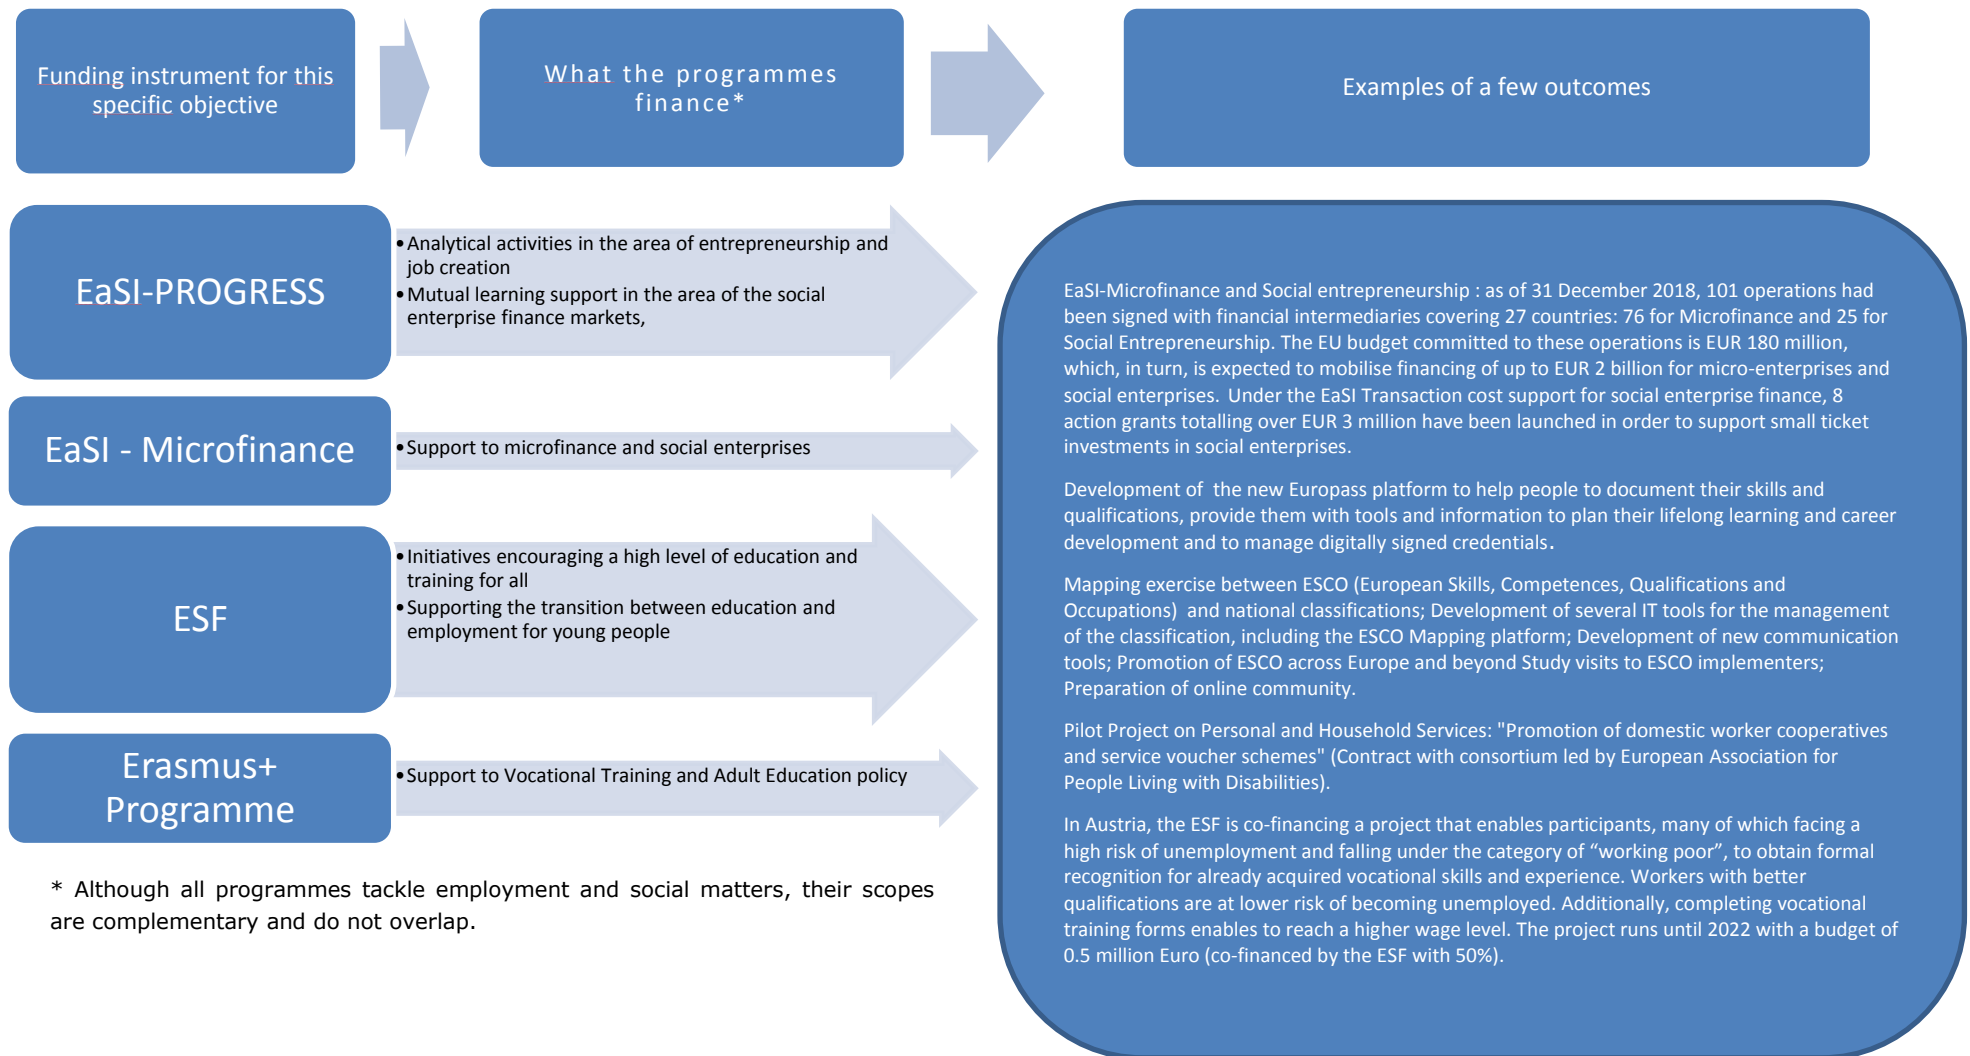 Funding instrument for this
specific objective
What the programmes
finance*
Examples of a few outcomes
EaSI-PROGRESS
•Analytical activities in the area of entrepreneurship and
job creation
•Mutual learning support in the area of the social
enterprise finance markets,
EaSI - Microfinance
•Support to microfinance and social enterprises
ESF
•Initiatives encouraging a high level of education and
training for all
•Supporting the transition between education and
employment for young people
Erasmus+
Programme
•Support to Vocational Training and Adult Education policy
* Although all programmes tackle employment and social matters, their scopes
are complementary and do not overlap.
EaSI-Microfinance and Social entrepreneurship : as of 31 December 2018, 101 operations had
been signed with financial intermediaries covering 27 countries: 76 for Microfinance and 25 for
Social Entrepreneurship. The EU budget committed to these operations is EUR 180 million,
which, in turn, is expected to mobilise financing of up to EUR 2 billion for micro-enterprises and
social enterprises.  Under the EaSI Transaction cost support for social enterprise finance, 8
action grants totalling over EUR 3 million have been launched in order to support small ticket
investments in social enterprises.
Development of  the new Europass platform to help people to document their skills and
qualifications, provide them with tools and information to plan their lifelong learning and career
development and to manage digitally signed credentials.
Mapping exercise between ESCO (European Skills, Competences, Qualifications and
Occupations)  and national classifications; Development of several IT tools for the management
of the classification, including the ESCO Mapping platform; Development of new communication
tools; Promotion of ESCO across Europe and beyond Study visits to ESCO implementers;
Preparation of online community.
Pilot Project on Personal and Household Services: "Promotion of domestic worker cooperatives
and service voucher schemes" (Contract with consortium led by European Association for
People Living with Disabilities).
In Austria, the ESF is co-financing a project that enables participants, many of which facing a
high risk of unemployment and falling under the category of “working poor”, to obtain formal
recognition for already acquired vocational skills and experience. Workers with better
qualifications are at lower risk of becoming unemployed. Additionally, completing vocational
training forms enables to reach a higher wage level. The project runs until 2022 with a budget of
0.5 million Euro (co-financed by the ESF with 50%).